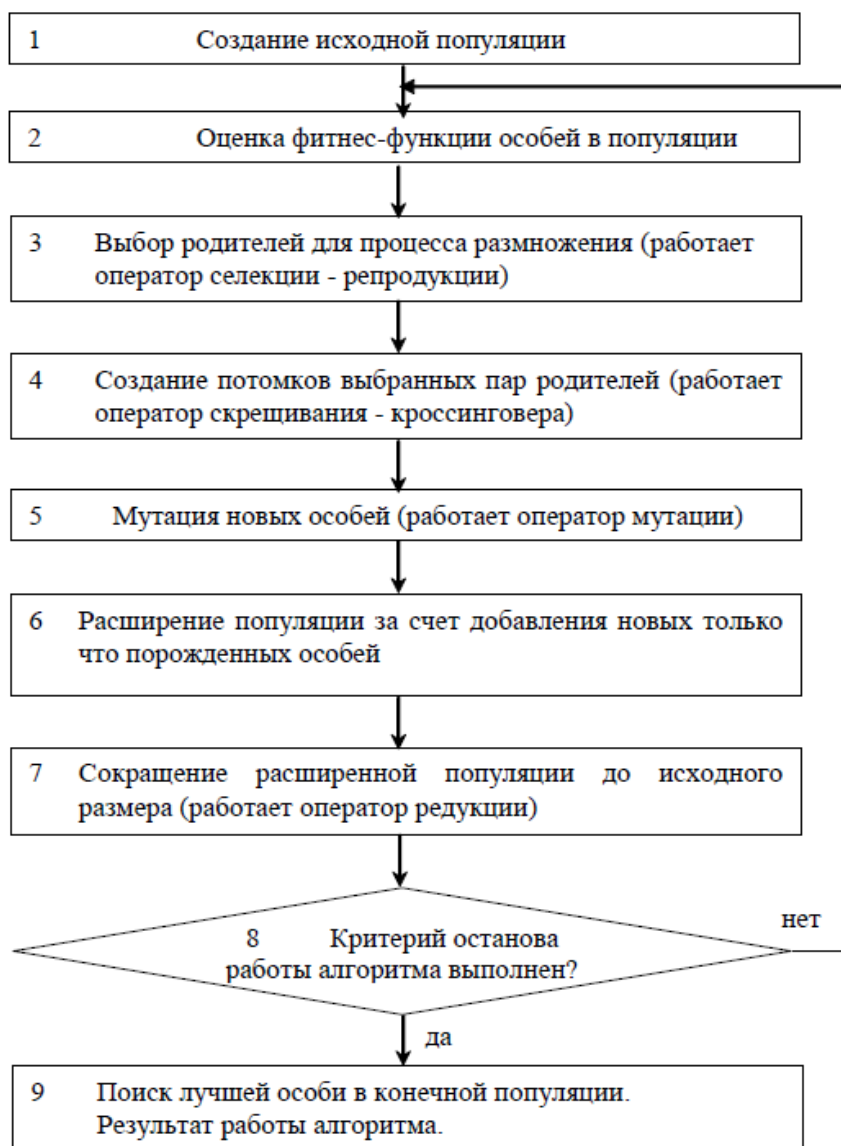 1 Создание исходной популяции
2 Оценка фитнес-функции особей в популяции
3 Выбор родителей для процесса размножения (работает
оператор селекции - репродукции)
4 Создание потомков выбранных пар родителей (работает
оператор скрещивания - кроссинговера)
5 Мутация новых особей (работает оператор мутации)
6 Расширение популяции за счет добавления новых только
что порожденных особей
7 Сокращение расширенной популяции до исходного
размера (работает оператор редукции)
8 Критерий останова
работы алгоритма выполнен?
нет
да
9 Поиск лучшей особи в конечной популяции.
Результат работы алгоритма.